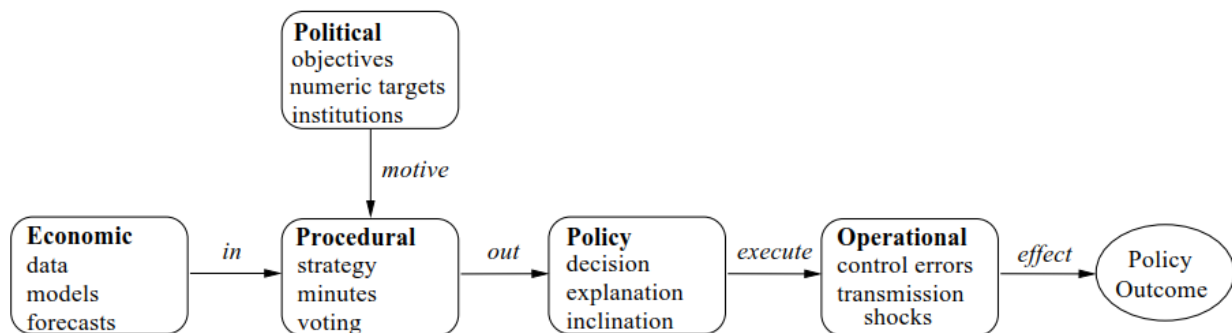 Political
objectives
numeric targets
institutions
motive
Economic
data
models
forecasts
in
Procedural
strategy
minutes
voting
out
Policy
decision
explanation
inclination
execute
Operational
control errors
transmission
shocks
effect
Policy
Outcome